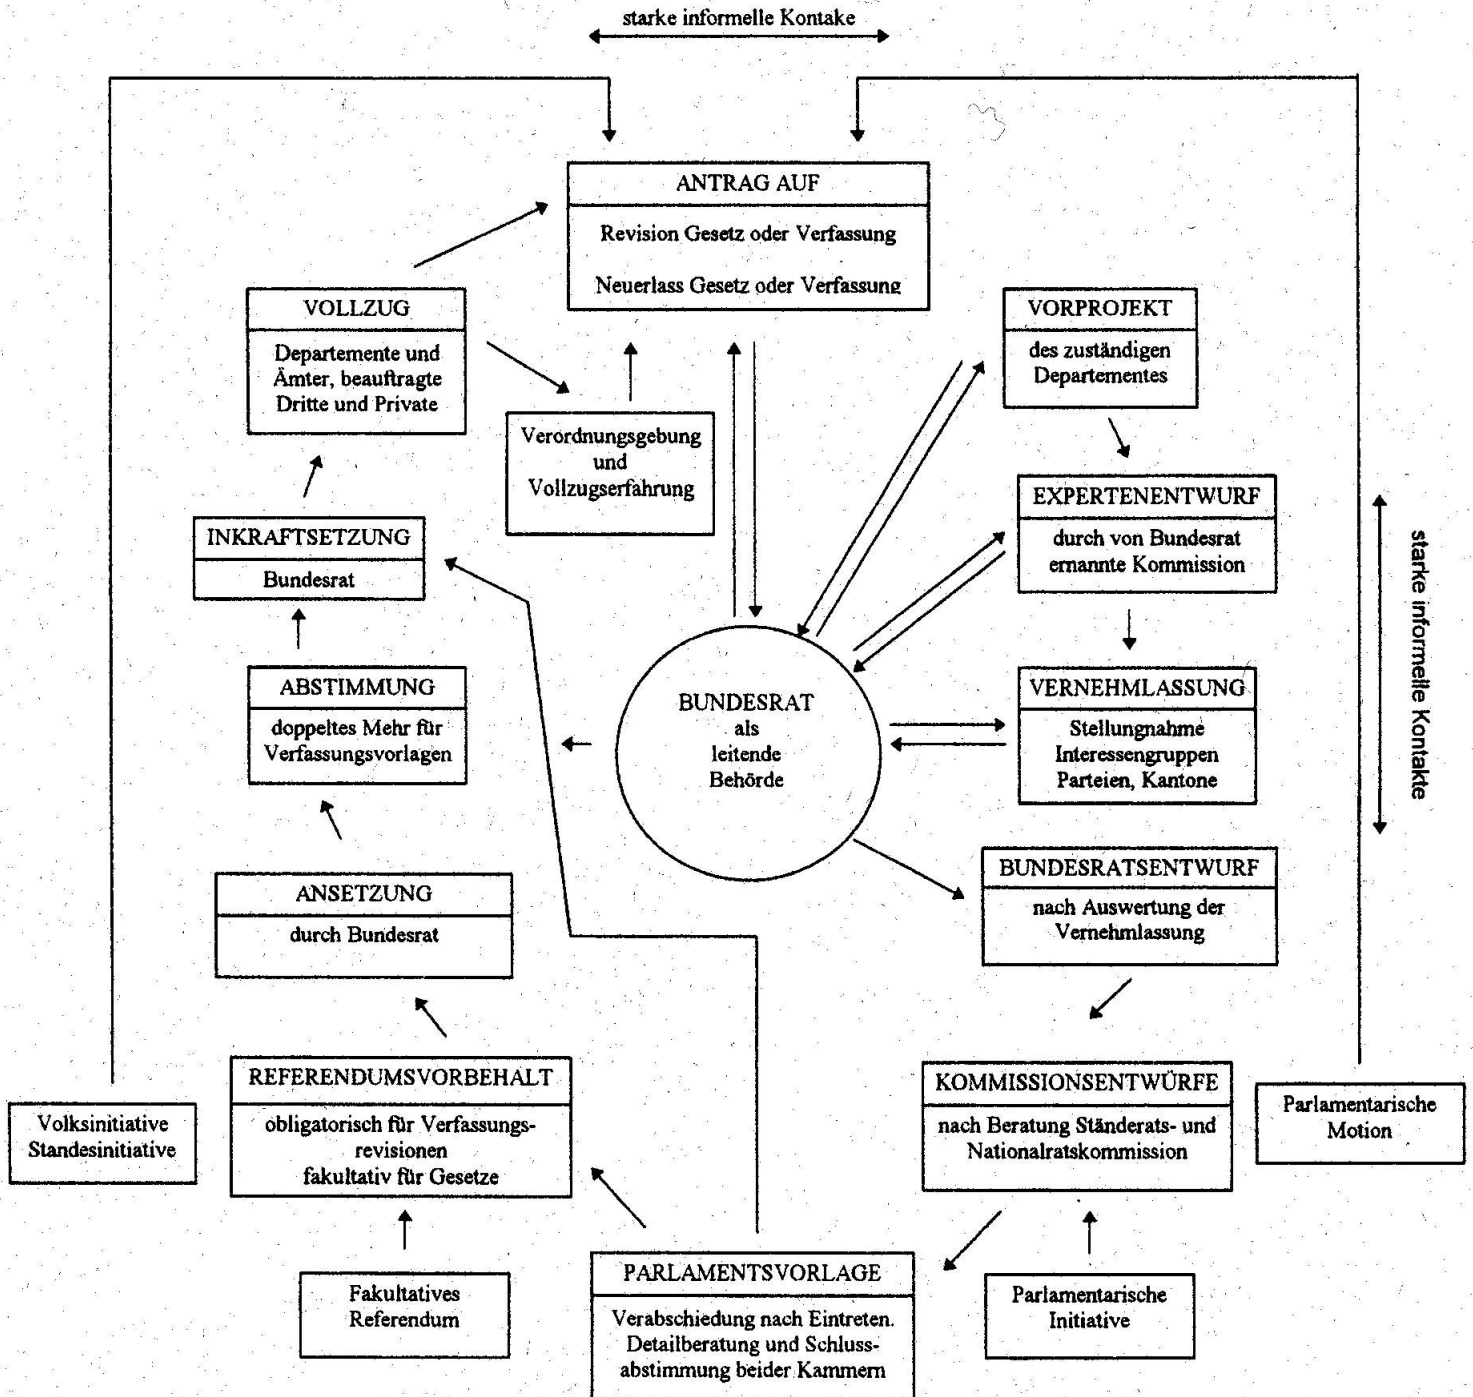 starke informelle Kontake
ANTRAG AUF
Revision Gesetz oder Verfassung
Neuerlass Gesetz oder Verfassung
VOLLZUG
Departemente und
Ämter, beauftragte
Dritte und Private
VORPROJEKT
des zuständigen
Departementes
Verordnungsgebung
und
Vollzugserfahrung
EXPERTENENTWURF
durch von Bundesrat
ernannte Kommission
INKRAFTSETZUNG
Bundesrat
starke informelle Kontakte
ABSTIMMUNG
doppeltes Mehr für
Verfassungsvorlagen
BUNDESRAT
als
leitende
Behörde
VERNEHMLASSUNG
Stellungnahme
Interessengruppen
Parteien, Kantone
ANSETZUNG
durch Bundesrat
BUNDESRATSENTWURF
nach Auswertung der
Vernehmlassung
REFERENDUMSVORBEHALT
obligatorisch für Verfassungs-
revisionen
fakultativ für Gesetze
KOMMISSIONSENTWÜRFE
nach Beratung Ständerats- und
Nationalratskommission
Volksinitiative
Standesinitiative
Parlamentarische
Motion
Fakultatives
Referendum
PARLAMENTSVORLAGE
Verabschiedung nach Eintreten.
Detailberatung und Schluss-
abstimmung beider Kammern
Parlamentarische
Initiative